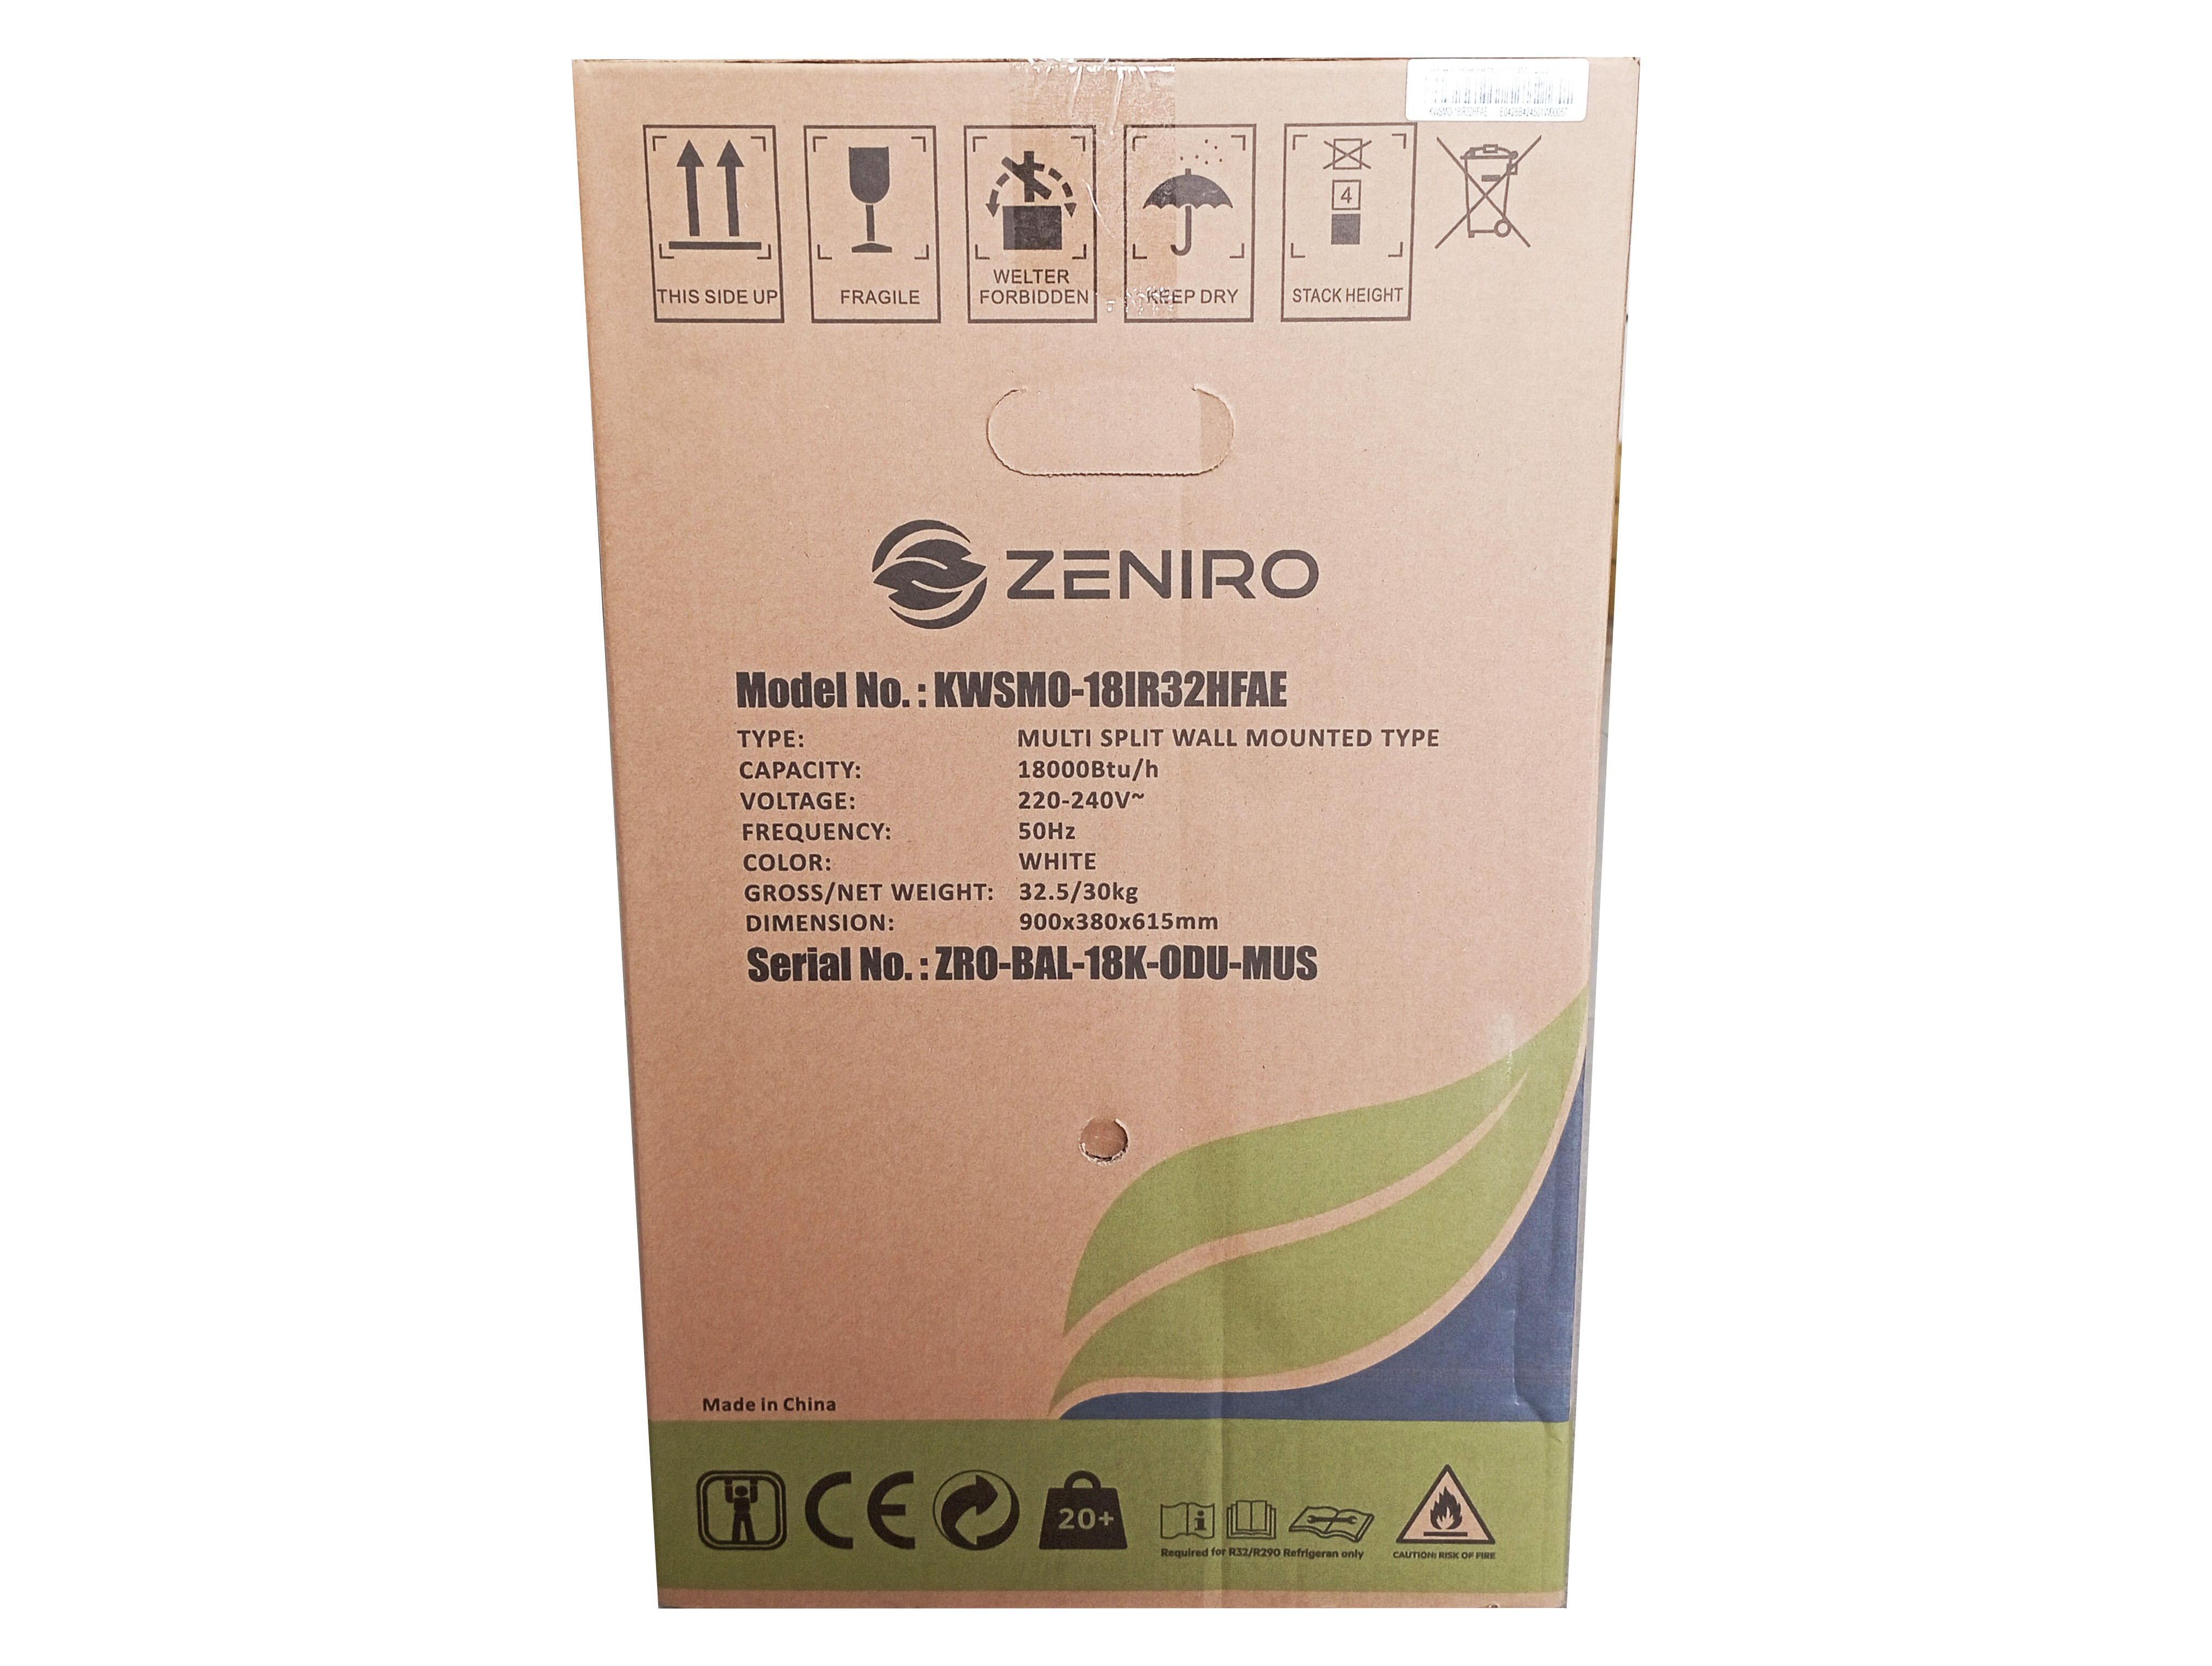 KWSMO-18IR32HFAE
THIS SIDE UP
FRAGILE
WELTER
FORBIDDEN
KEEP DRY
4
STACK HEIGHT
ZENIRO
Model No. : KWSMO-18IR32HFAE
TYPE: MULTI SPLIT WALL MOUNTED TYPE
CAPACITY: 18000Btu/h
VOLTAGE: 220-240V~
FREQUENCY: 50Hz
COLOR: WHITE
GROSS/NET WEIGHT: 32.5/30kg
DIMENSION: 900x380x615mm
Serial No. : ZRO-BAL-18K-ODU-MUS
Made in China
CE
20+
i
Required for R32/R290 Refrigeran only
CAUTION: RISK OF FIRE